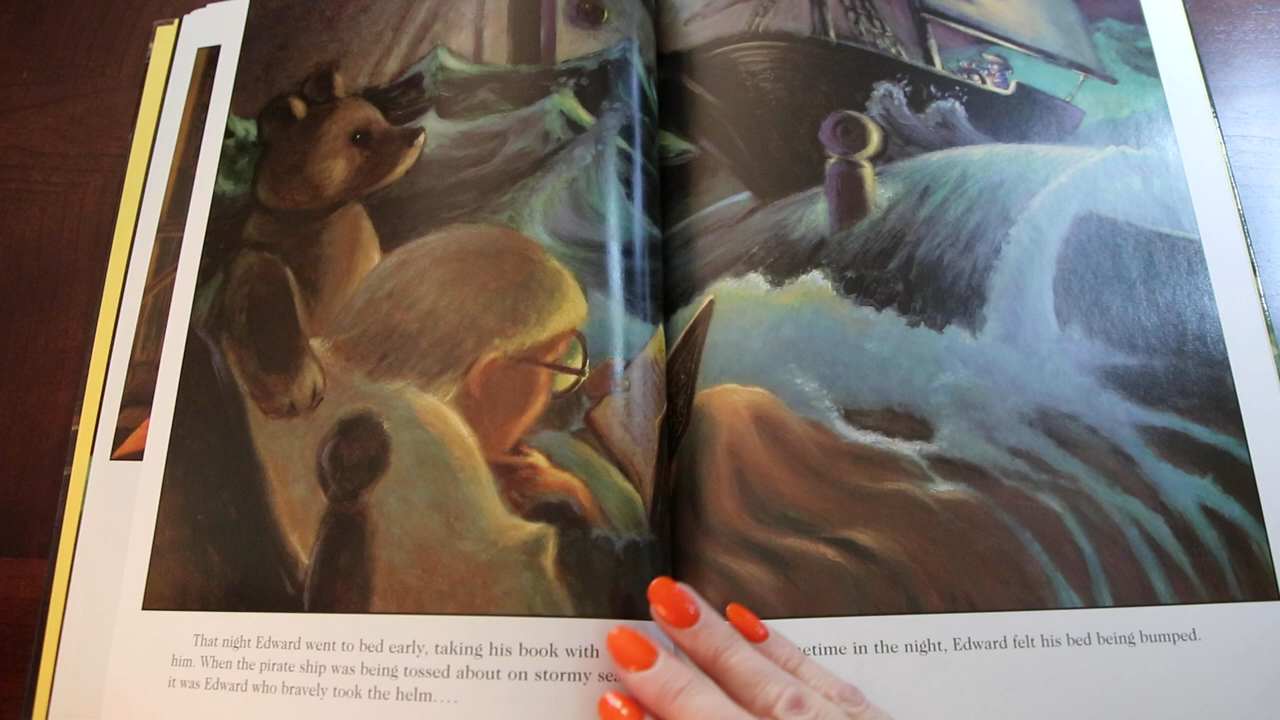 That night Edward went to bed early, taking his book with
him. When the pirate ship was being tossed about on stormy
it was Edward who bravely took the helm....
in the night, Edward felt his bed being bumped.